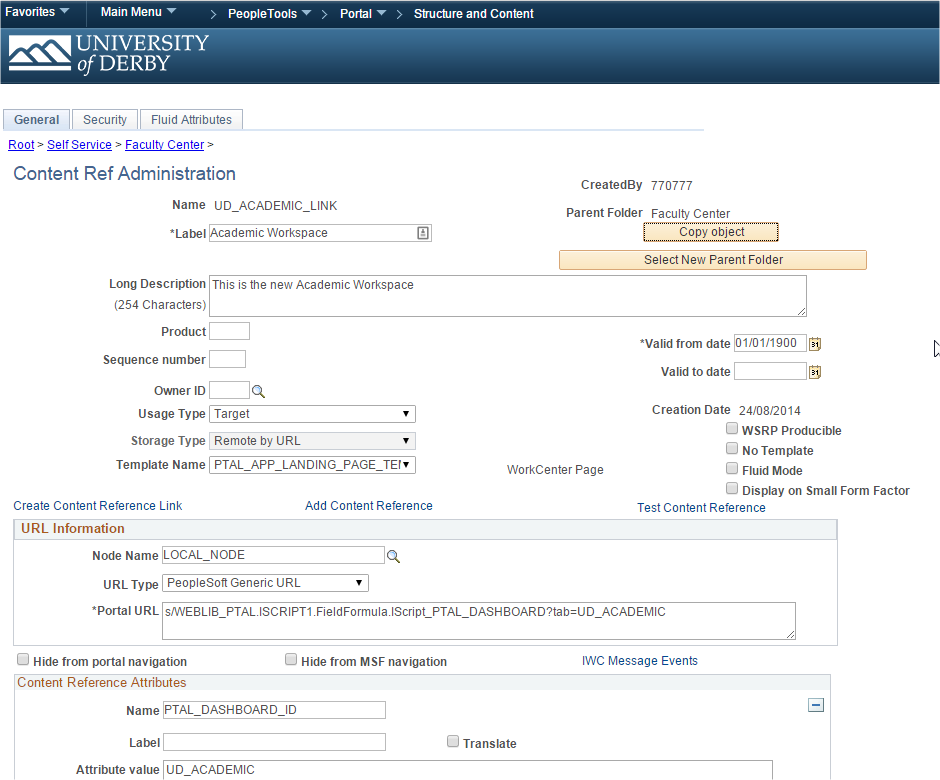 Favorites Main Menu > PeopleTools > Portal > Structure and Content
UNIVERSITY
of DERBY
General Security Fluid Attributes
Root > Self Service > Faculty Center >
Content Ref Administration
CreatedBy 770777
Name UD_ACADEMIC_LINK
Parent Folder Faculty Center
*Label Academic Workspace
Copy object
Select New Parent Folder
Long Description This is the new Academic Workspace
(254 Characters)
Product
*Valid from date 01/01/1900
Sequence number
Valid to date
Owner ID
Usage Type Target
Creation Date 24/08/2014
WSRP Producible
Storage Type Remote by URL
No Template
Template Name PTAL_APP_LANDING_PAGE_TEM
WorkCenter Page
Fluid Mode
Display on Small Form Factor
Create Content Reference Link Add Content Reference Test Content Reference
URL Information
Node Name LOCAL_NODE
URL Type PeopleSoft Generic URL
*Portal URL s/WEBLIB_PTAL.ISCRIPT1.FieldFormula.IScript_PTAL_DASHBOARD?tab=UD_ACADEMIC
Hide from portal navigation Hide from MSF navigation IWC Message Events
Content Reference Attributes
Name PTAL_DASHBOARD_ID
Label Translate
Attribute value UD_ACADEMIC